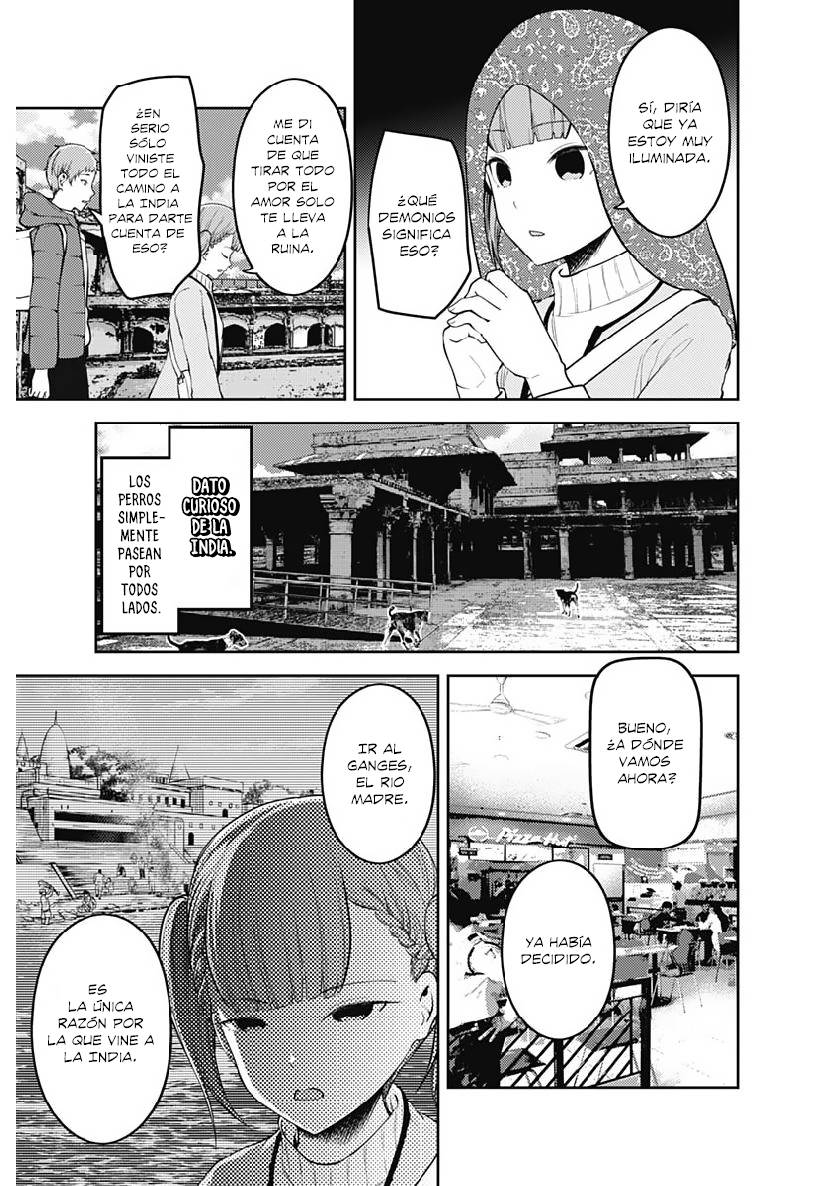 SÍ, DIRÍA
QUE YA
ESTOY MUY
ILUMINADA.
¿QUÉ
DEMONIOS
SIGNIFICA
ESO?
ME DI
CUENTA
DE QUE
TIRAR TODO
POR EL
AMOR SOLO
TE LLEVA
A LA
RUINA.
¿EN
SERIO
SÓLO
VINISTE
TODO EL
CAMINO A
LA INDIA
PARA DARTE
CUENTA DE
ESO?
DATO
CURIOSO
DE LA
INDIA.
LOS
PERROS
SIMPLE-
MENTE
PASEAN
POR
TODOS
LADOS.
BUENO,
¿A DÓNDE
VAMOS
AHORA?
Pizza Hut
YA HABÍA
DECIDIDO.
IR AL
GANGES,
EL RIO
MADRE.
ES
LA ÚNICA
RAZÓN POR
LA QUE VINE A
LA INDIA.